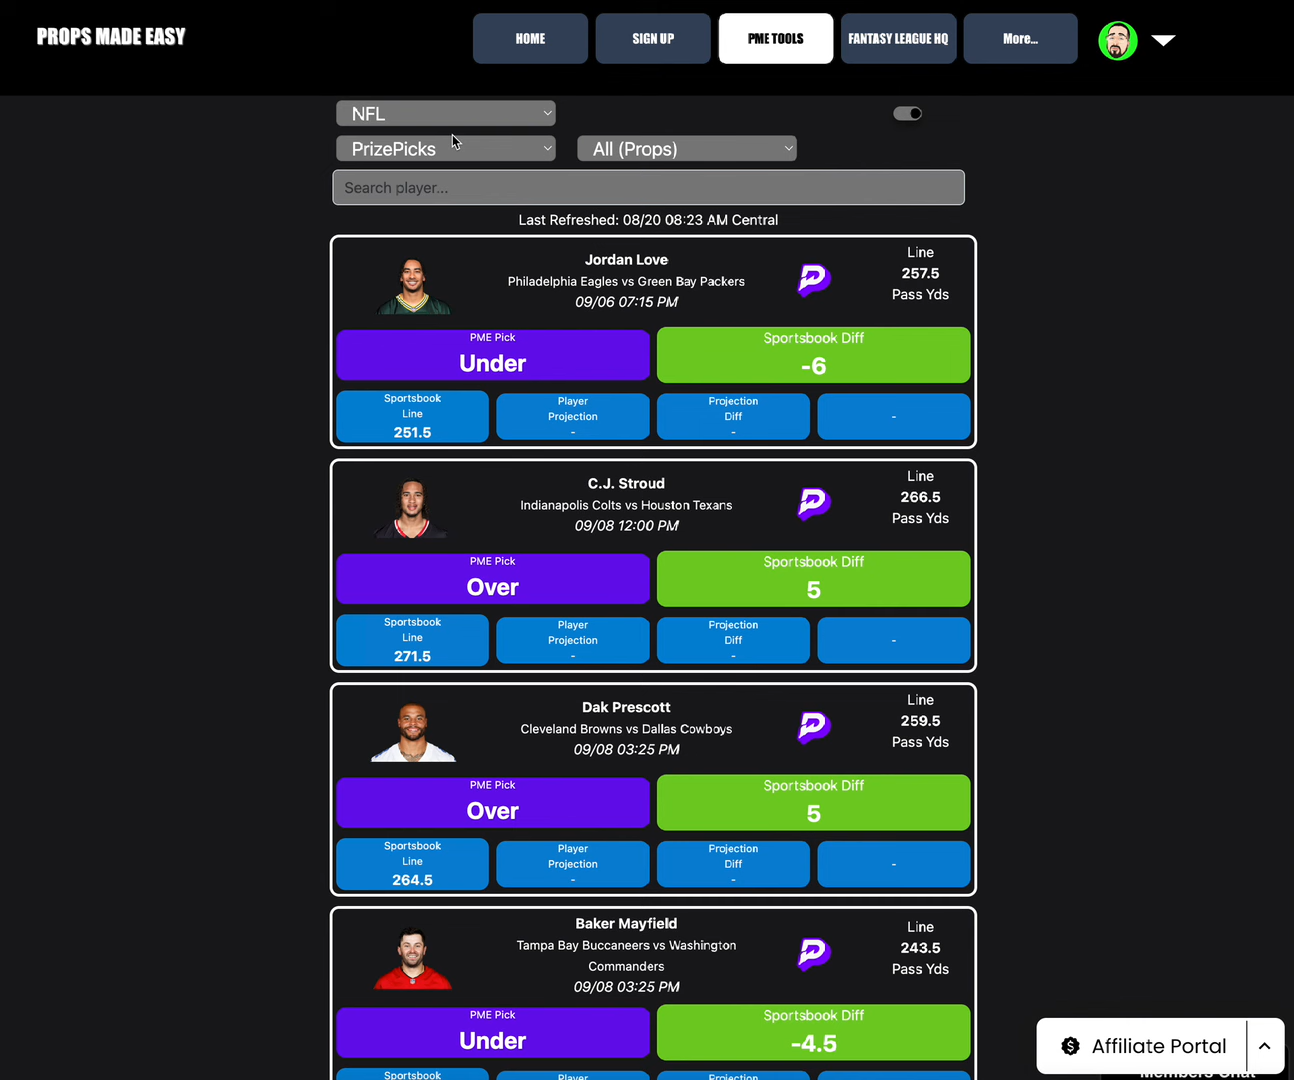 PROPS MADE EASY
HOME
SIGN UP
PME TOOLS
FANTASY LEAGUE HQ
More...
NFL
PrizePicks
All (Props)
Search player...
Last Refreshed: 08/20 08:23 AM Central
Jordan Love
Philadelphia Eagles vs Green Bay Packers
09/06 07:15 PM
Line
257.5
Pass Yds
PME Pick
Under
Sportsbook Diff
-6
Sportsbook
Line
251.5
Player
Projection
-
Projection
Diff
-
-
C.J. Stroud
Indianapolis Colts vs Houston Texans
09/08 12:00 PM
Line
266.5
Pass Yds
PME Pick
Over
Sportsbook Diff
5
Sportsbook
Line
271.5
Player
Projection
-
Projection
Diff
-
-
Dak Prescott
Cleveland Browns vs Dallas Cowboys
09/08 03:25 PM
Line
259.5
Pass Yds
PME Pick
Over
Sportsbook Diff
5
Sportsbook
Line
264.5
Player
Projection
-
Projection
Diff
-
-
Baker Mayfield
Tampa Bay Buccaneers vs Washington
Commanders
09/08 03:25 PM
Line
243.5
Pass Yds
PME Pick
Under
Sportsbook Diff
-4.5
Sportsbook
Player
Projection
Affiliate Portal
Members Chat